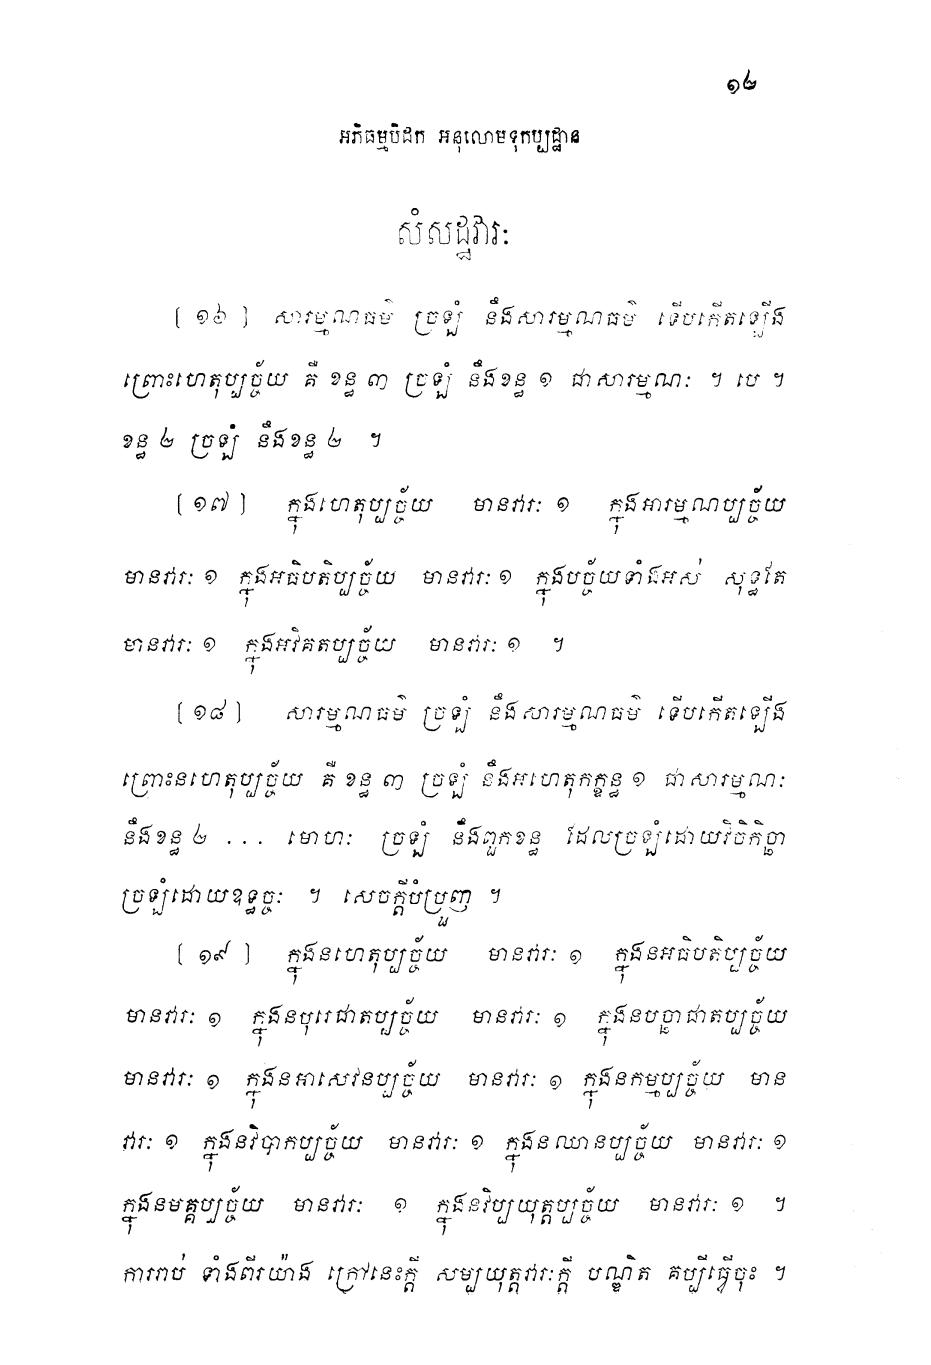 ១២
អភិធម្មបិដក អនុលោមទុកប្បដ្ឋាន
សំសដ្ឋវារៈ
[ ១៦ ] សារម្មណធម៌ ច្រឡំ នឹងសារម្មណធម៌ ទើបកើតឡើង
ព្រោះហេតុប្បច្ច័យ គឺ ខន្ធ ៣ ច្រឡំ នឹងខន្ធ ១ ជាសារម្មណៈ ។ បេ ។
ខន្ធ ២ ច្រឡំ នឹងខន្ធ ២ ។
[ ១៧ ] ក្នុងហេតុប្បច្ច័យ មានវារៈ ១ ក្នុងអារម្មណប្បច្ច័យ
មានវារៈ ១ ក្នុងអធិបតិប្បច្ច័យ មានវារៈ ១ ក្នុងបច្ច័យទាំងអស់ សុទ្ធតែ
មានវារៈ ១ ក្នុងអវិគតប្បច្ច័យ មានវារៈ ១ ។
[ ១៨ ] សារម្មណធម៌ ច្រឡំ នឹងសារម្មណធម៌ ទើបកើតឡើង
ព្រោះនហេតុប្បច្ច័យ គឺ ខន្ធ ៣ ច្រឡំ នឹងអហេតុកក្ខន្ធ ១ ជាសារម្មណៈ
នឹងខន្ធ ២ ... មោហៈ ច្រឡំ នឹងពួកខន្ធ ដែលច្រឡំដោយវិចិកិច្ឆា
ច្រឡំដោយឧទ្ធច្ចៈ ។ សេចក្តីបំប្រួញ ។
[ ១៩ ] ក្នុងនហេតុប្បច្ច័យ មានវារៈ ១ ក្នុងនអធិបតិប្បច្ច័យ
មានវារៈ ១ ក្នុងនបុរេជាតប្បច្ច័យ មានវារៈ ១ ក្នុងនបច្ឆាជាតប្បច្ច័យ
មានវារៈ ១ ក្នុងនអាសេវនប្បច្ច័យ មានវារៈ ១ ក្នុងនកម្មប្បច្ច័យ មាន
វារៈ ១ ក្នុងនវិបាកប្បច្ច័យ មានវារៈ ១ ក្នុងនឈានប្បច្ច័យ មានវារៈ ១
ក្នុងនមគ្គប្បច្ច័យ មានវារៈ ១ ក្នុងនវិប្បយុត្តប្បច្ច័យ មានវារៈ ១ ។
ការរាប់ ទាំងពីរយ៉ាង ក្រៅនេះក្តី សម្បយុត្តវារៈក្តី បណ្ឌិត គប្បីធ្វើចុះ ។